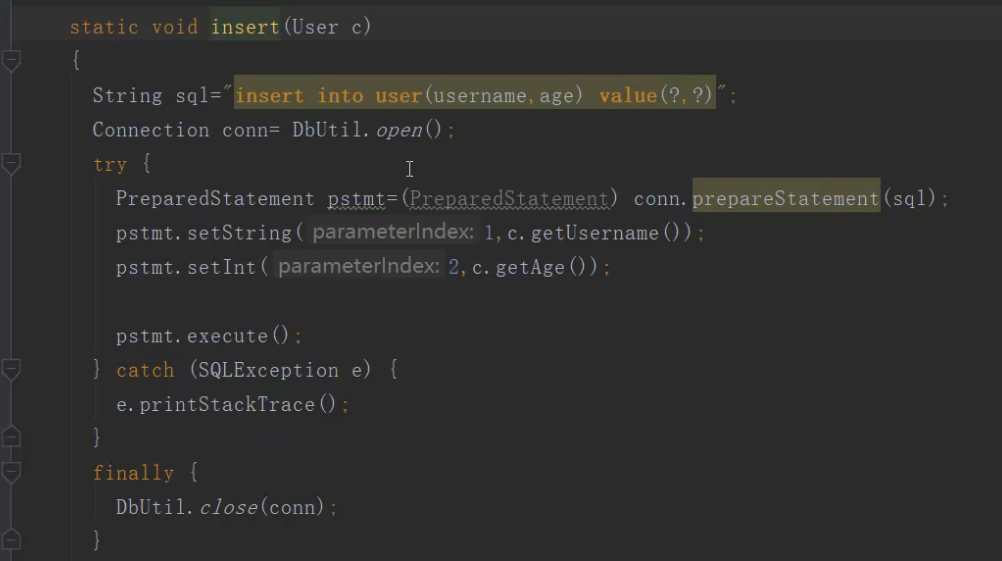 static void insert(User c)
{
String sql="insert into user(username,age) value(?,?)";
Connection conn= DbUtil.open();
try {
PreparedStatement pstmt=(PreparedStatement) conn.prepareStatement(sql);
pstmt.setString( parameterIndex: 1,c.getUsername());
pstmt.setInt( parameterIndex: 2,c.getAge());
pstmt.execute();
} catch (SQLException e) {
e.printStackTrace();
}
finally {
DbUtil.close(conn);
}